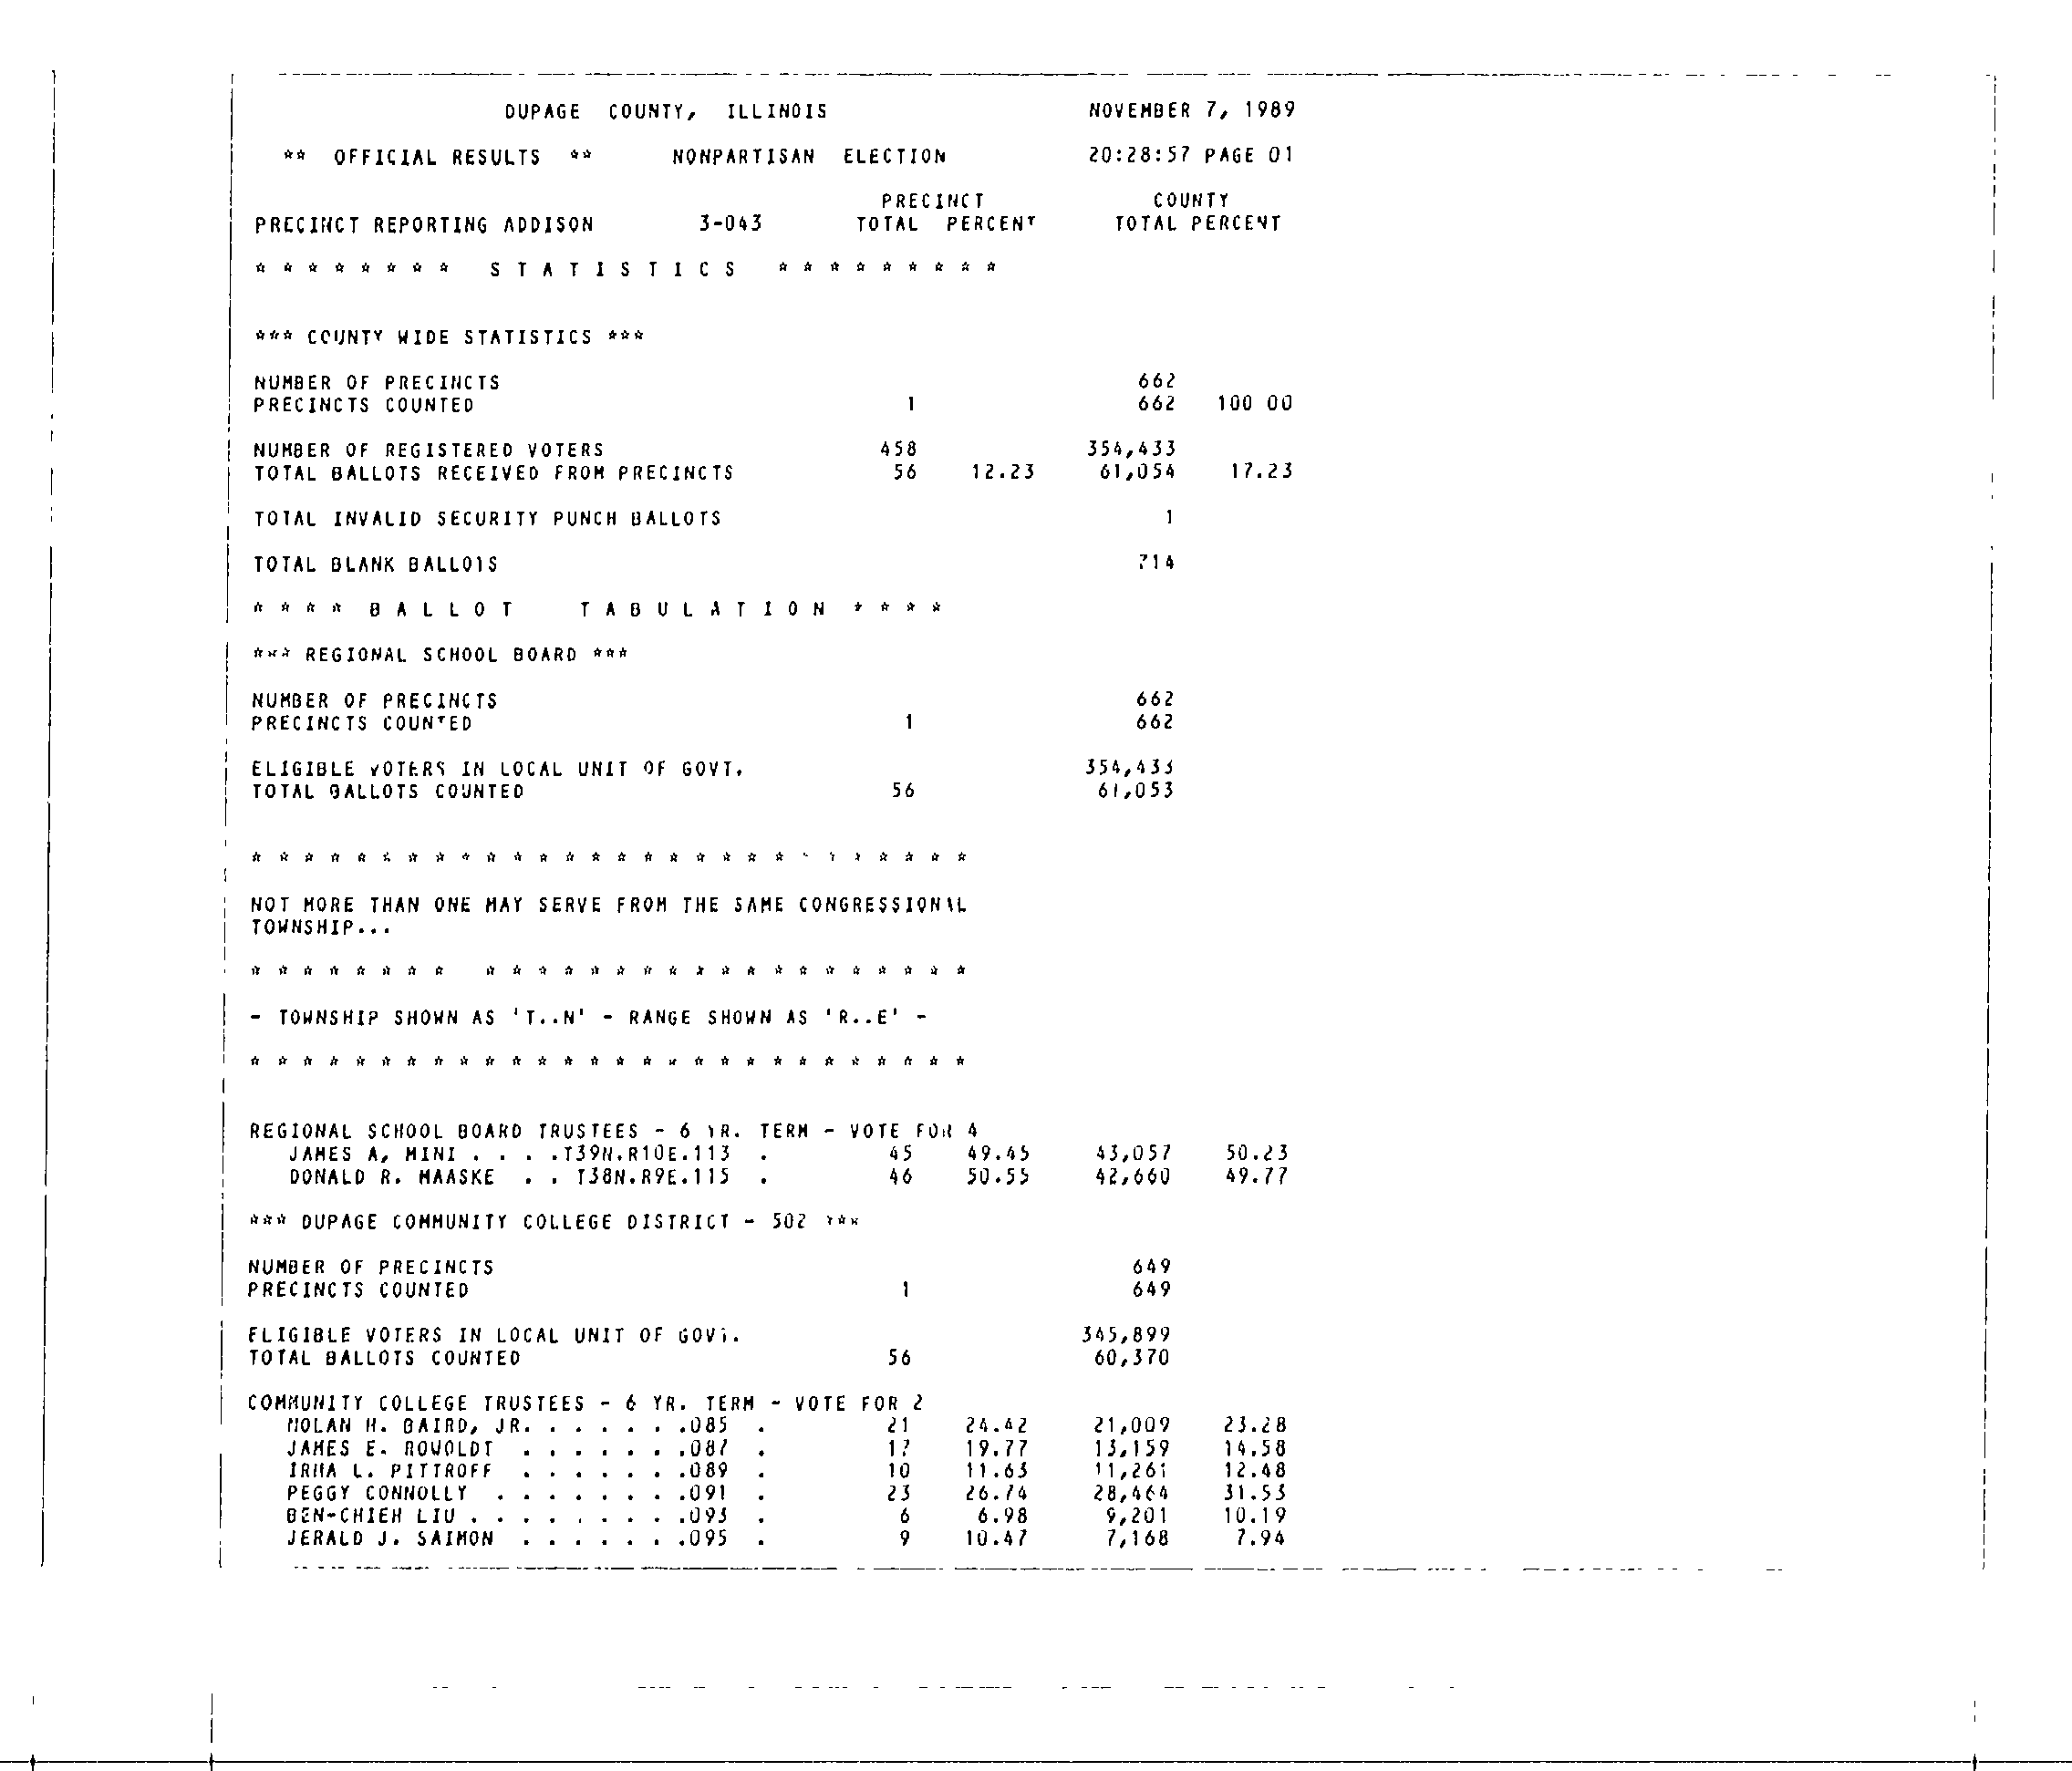 DUPAGE COUNTY, ILLINOIS NOVEMBER 7, 1989
** OFFICIAL RESULTS ** NONPARTISAN ELECTION 20:28:57 PAGE 01
PRECINCT COUNTY
PRECINCT REPORTING ADDISON 3-043 TOTAL PERCENT TOTAL PERCENT
* * * * * * * * S T A T I S T I C S * * * * * * * * *
*** COUNTY WIDE STATISTICS ***
NUMBER OF PRECINCTS 662
PRECINCTS COUNTED 1 662 100 00
NUMBER OF REGISTERED VOTERS 458 354,433
TOTAL BALLOTS RECEIVED FROM PRECINCTS 56 12.23 61,054 17.23
TOTAL INVALID SECURITY PUNCH BALLOTS 1
TOTAL BLANK BALLOTS 714
* * * * B A L L O T T A B U L A T I O N * * * *
*** REGIONAL SCHOOL BOARD ***
NUMBER OF PRECINCTS 662
PRECINCTS COUNTED 1 662
ELIGIBLE VOTERS IN LOCAL UNIT OF GOVT. 354,433
TOTAL BALLOTS COUNTED 56 61,053
* * * * * * * * * * * * * * * * * * * * * * * * * * * *
NOT MORE THAN ONE MAY SERVE FROM THE SAME CONGRESSIONAL
TOWNSHIP...
* * * * * * * * * * * * * * * * * * * * * * * * * * *
- TOWNSHIP SHOWN AS 'T..N' - RANGE SHOWN AS 'R..E' -
* * * * * * * * * * * * * * * * * * * * * * * * * * * *
REGIONAL SCHOOL BOARD TRUSTEES - 6 YR. TERM - VOTE FOR 4
JAMES A, MINI . . . .T39N.R10E.113 . 45 49.45 43,057 50.23
DONALD R. MAASKE . . T38N.R9E.115 . 46 50.55 42,660 49.77
*** DUPAGE COMMUNITY COLLEGE DISTRICT - 502 ***
NUMBER OF PRECINCTS 649
PRECINCTS COUNTED 1 649
ELIGIBLE VOTERS IN LOCAL UNIT OF GOVT. 345,899
TOTAL BALLOTS COUNTED 56 60,370
COMMUNITY COLLEGE TRUSTEES - 6 YR. TERM - VOTE FOR 2
NOLAN H. BAIRD, JR. . . . . . .085 . 21 24.42 21,009 23.28
JAMES E. ROWOLDT . . . . . . .087 . 17 19.77 13,159 14.58
IRMA L. PITTROFF . . . . . . .089 . 10 11.63 11,261 12.48
PEGGY CONNOLLY . . . . . . . .091 . 23 26.74 28,464 31.53
BEN-CHIEH LIU . . . . . . . . .093 . 6 6.98 9,201 10.19
JERALD J. SAIMON . . . . . . .095 . 9 10.47 7,168 7.94